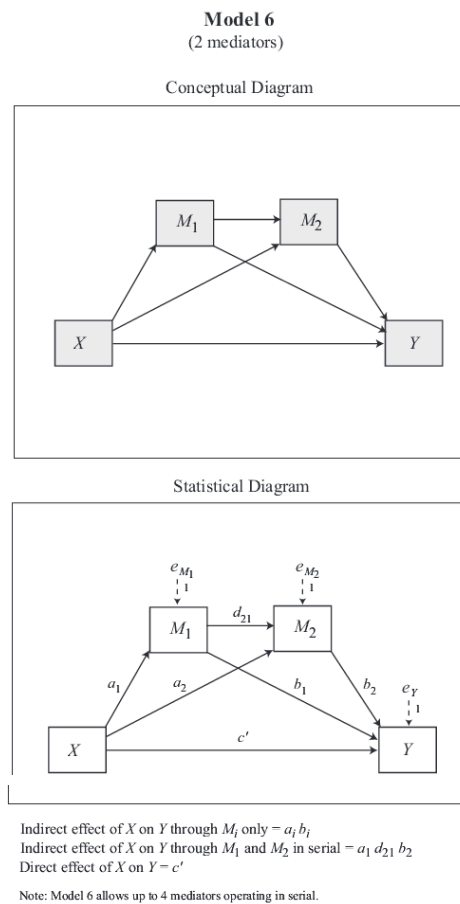 Model 6
(2 mediators)
Conceptual Diagram
M1 M2
X Y
Statistical Diagram
eM1 eM2
1 1
M1 d21 M2
a1 a2 b1 b2 eY
1
X c′ Y
Indirect effect of X on Y through Mi only = ai bi
Indirect effect of X on Y through M1 and M2 in serial = a1 d21 b2
Direct effect of X on Y = c′
Note: Model 6 allows up to 4 mediators operating in serial.